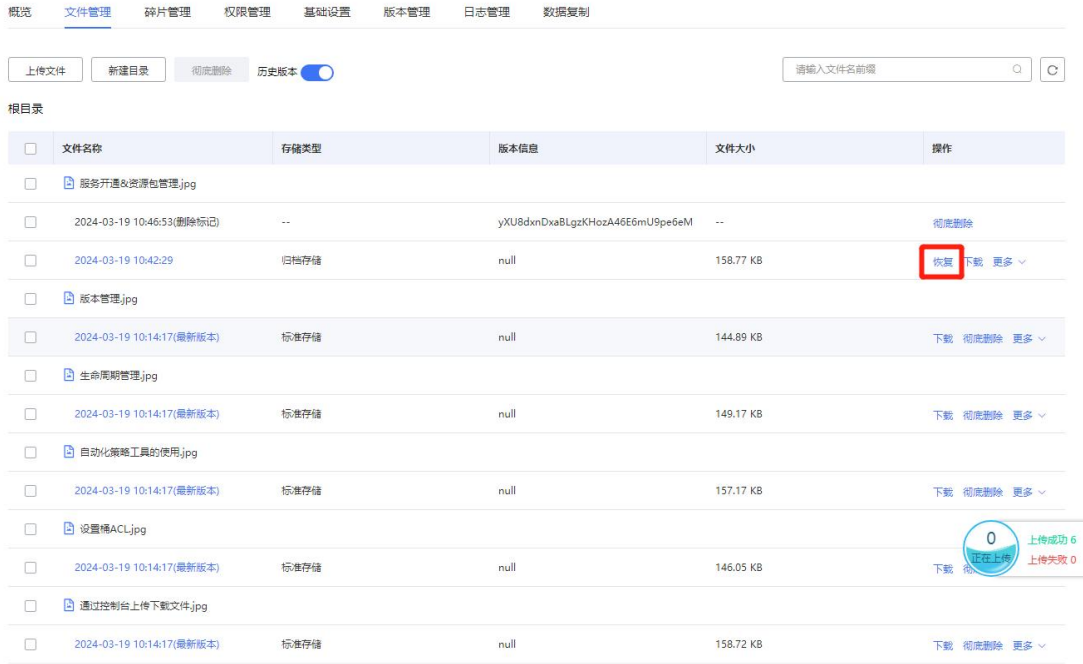 概览 文件管理 碎片管理 权限管理 基础设置 版本管理 日志管理 数据复制
上传文件 新建目录 彻底删除 历史版本 请输入文件名前缀
根目录
文件名称 存储类型 版本信息 文件大小 操作
服务开通&资源包管理.jpg
2024-03-19 10:46:53(删除标记) -- yXU8dxnDxaBLgzKHozA46E6mU9pe6eM -- 彻底删除
2024-03-19 10:42:29 归档存储 null 158.77 KB 恢复 下载 更多
版本管理.jpg
2024-03-19 10:14:17(最新版本) 标准存储 null 144.89 KB 下载 彻底删除 更多
生命周期管理.jpg
2024-03-19 10:14:17(最新版本) 标准存储 null 149.17 KB 下载 彻底删除 更多
自动化策略工具的使用.jpg
2024-03-19 10:14:17(最新版本) 标准存储 null 157.17 KB 下载 彻底删除 更多
设置桶ACL.jpg
0 正在上传 上传成功 6
上传失败 0
2024-03-19 10:14:17(最新版本) 标准存储 null 146.05 KB 下载 彻
通过控制台上传下载文件.jpg
2024-03-19 10:14:17(最新版本) 标准存储 null 158.72 KB 下载 彻底删除 更多